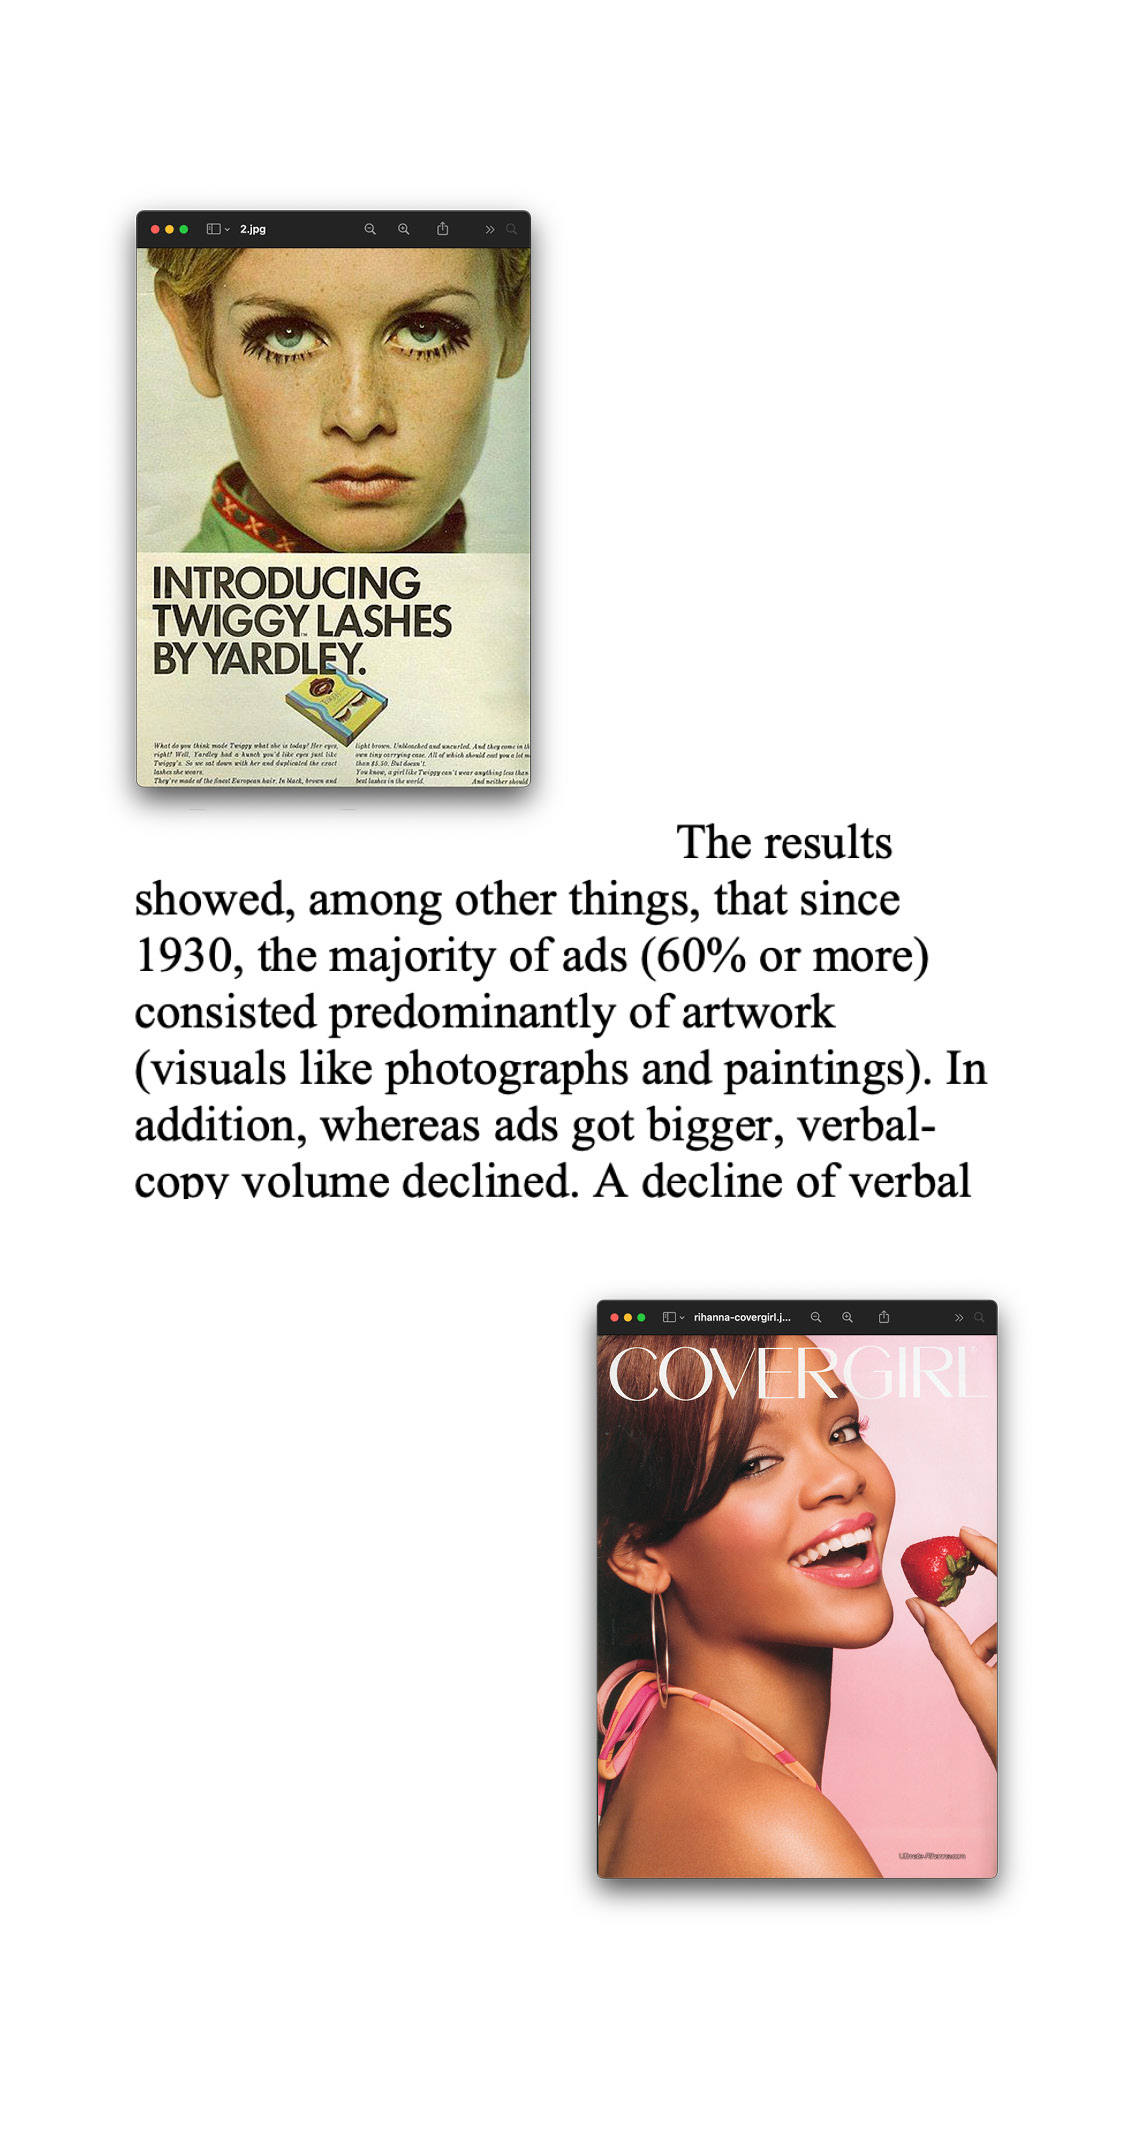 2.jpg
INTRODUCING
TWIGGY™ LASHES
BY YARDLEY.
What do you think made Twiggy what she is today? Her eyes,
right? Well, Yardley had a hunch you'd like eyes just like
Twiggy's. So we sat down with her and duplicated the exact
lashes she wears.
They're made of the finest European hair. In black, brown and
light brown. Unbleached and uncurled. And they come in th
own tiny carrying case. All of which should cost you a lot m
than $5.50. But doesn't.
You know, a girl like Twiggy can't wear anything less than
best lashes in the world. And neither should
The results
showed, among other things, that since
1930, the majority of ads (60% or more)
consisted predominantly of artwork
(visuals like photographs and paintings). In
addition, whereas ads got bigger, verbal-
copy volume declined. A decline of verbal
rihanna-covergirl.j...
COVERGIRL